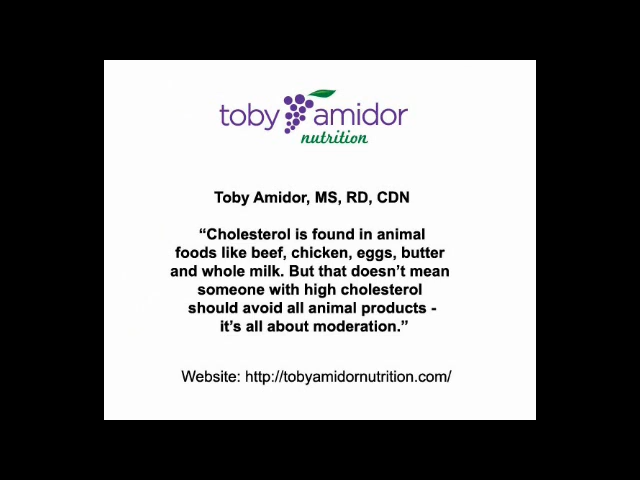 toby amidor
nutrition
Toby Amidor, MS, RD, CDN
“Cholesterol is found in animal
foods like beef, chicken, eggs, butter
and whole milk. But that doesn’t mean
someone with high cholesterol
should avoid all animal products -
it’s all about moderation.”
Website: http://tobyamidornutrition.com/